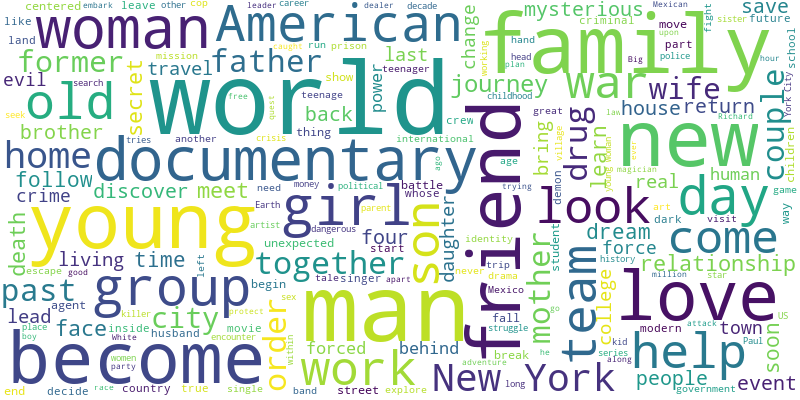 centered embark leave other cop
like woman American
leader career
dealer decade
land
former father
evil
old secret travel last
world
mysterious criminal save
family
part move future
fight sister
upon plan
Mexican
hand head police
Big working
caught run prison
teenager show
mission
power change journey war wife
back brother thing
teenage free quest crew
search seek
tries another crisis international
great childhood house return
school York City hour
couple children
home documentary friend
bring drug learn new
law Richard
young woman ever
magician village demon
age ago
follow discover meet
crime
need Earth
money political battle whose
artist dangerous parent
girl son daughter
start unexpected four
young
death living time
together
escape good
look day real human game
trying dark visit way art
dream force come
identity trip student history
never drama
mother team relationship
million star
past agent group begin
left tale singer apart
sex
lead face city order man
killer protect
place boy inside movie husband
encounter within
fall struggle Mexico
he go college
love
modern attack town soon US Paul
become
White women party
forced behind work
break series kid along
help people event
government
adventure
New York long
end decide race country true single band street explore